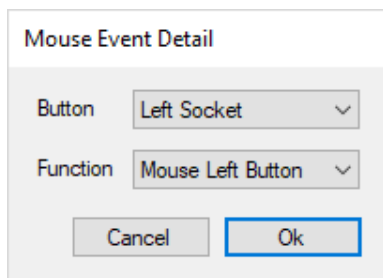 Mouse Event Detail
Button Left Socket
Function Mouse Left Button
Cancel Ok